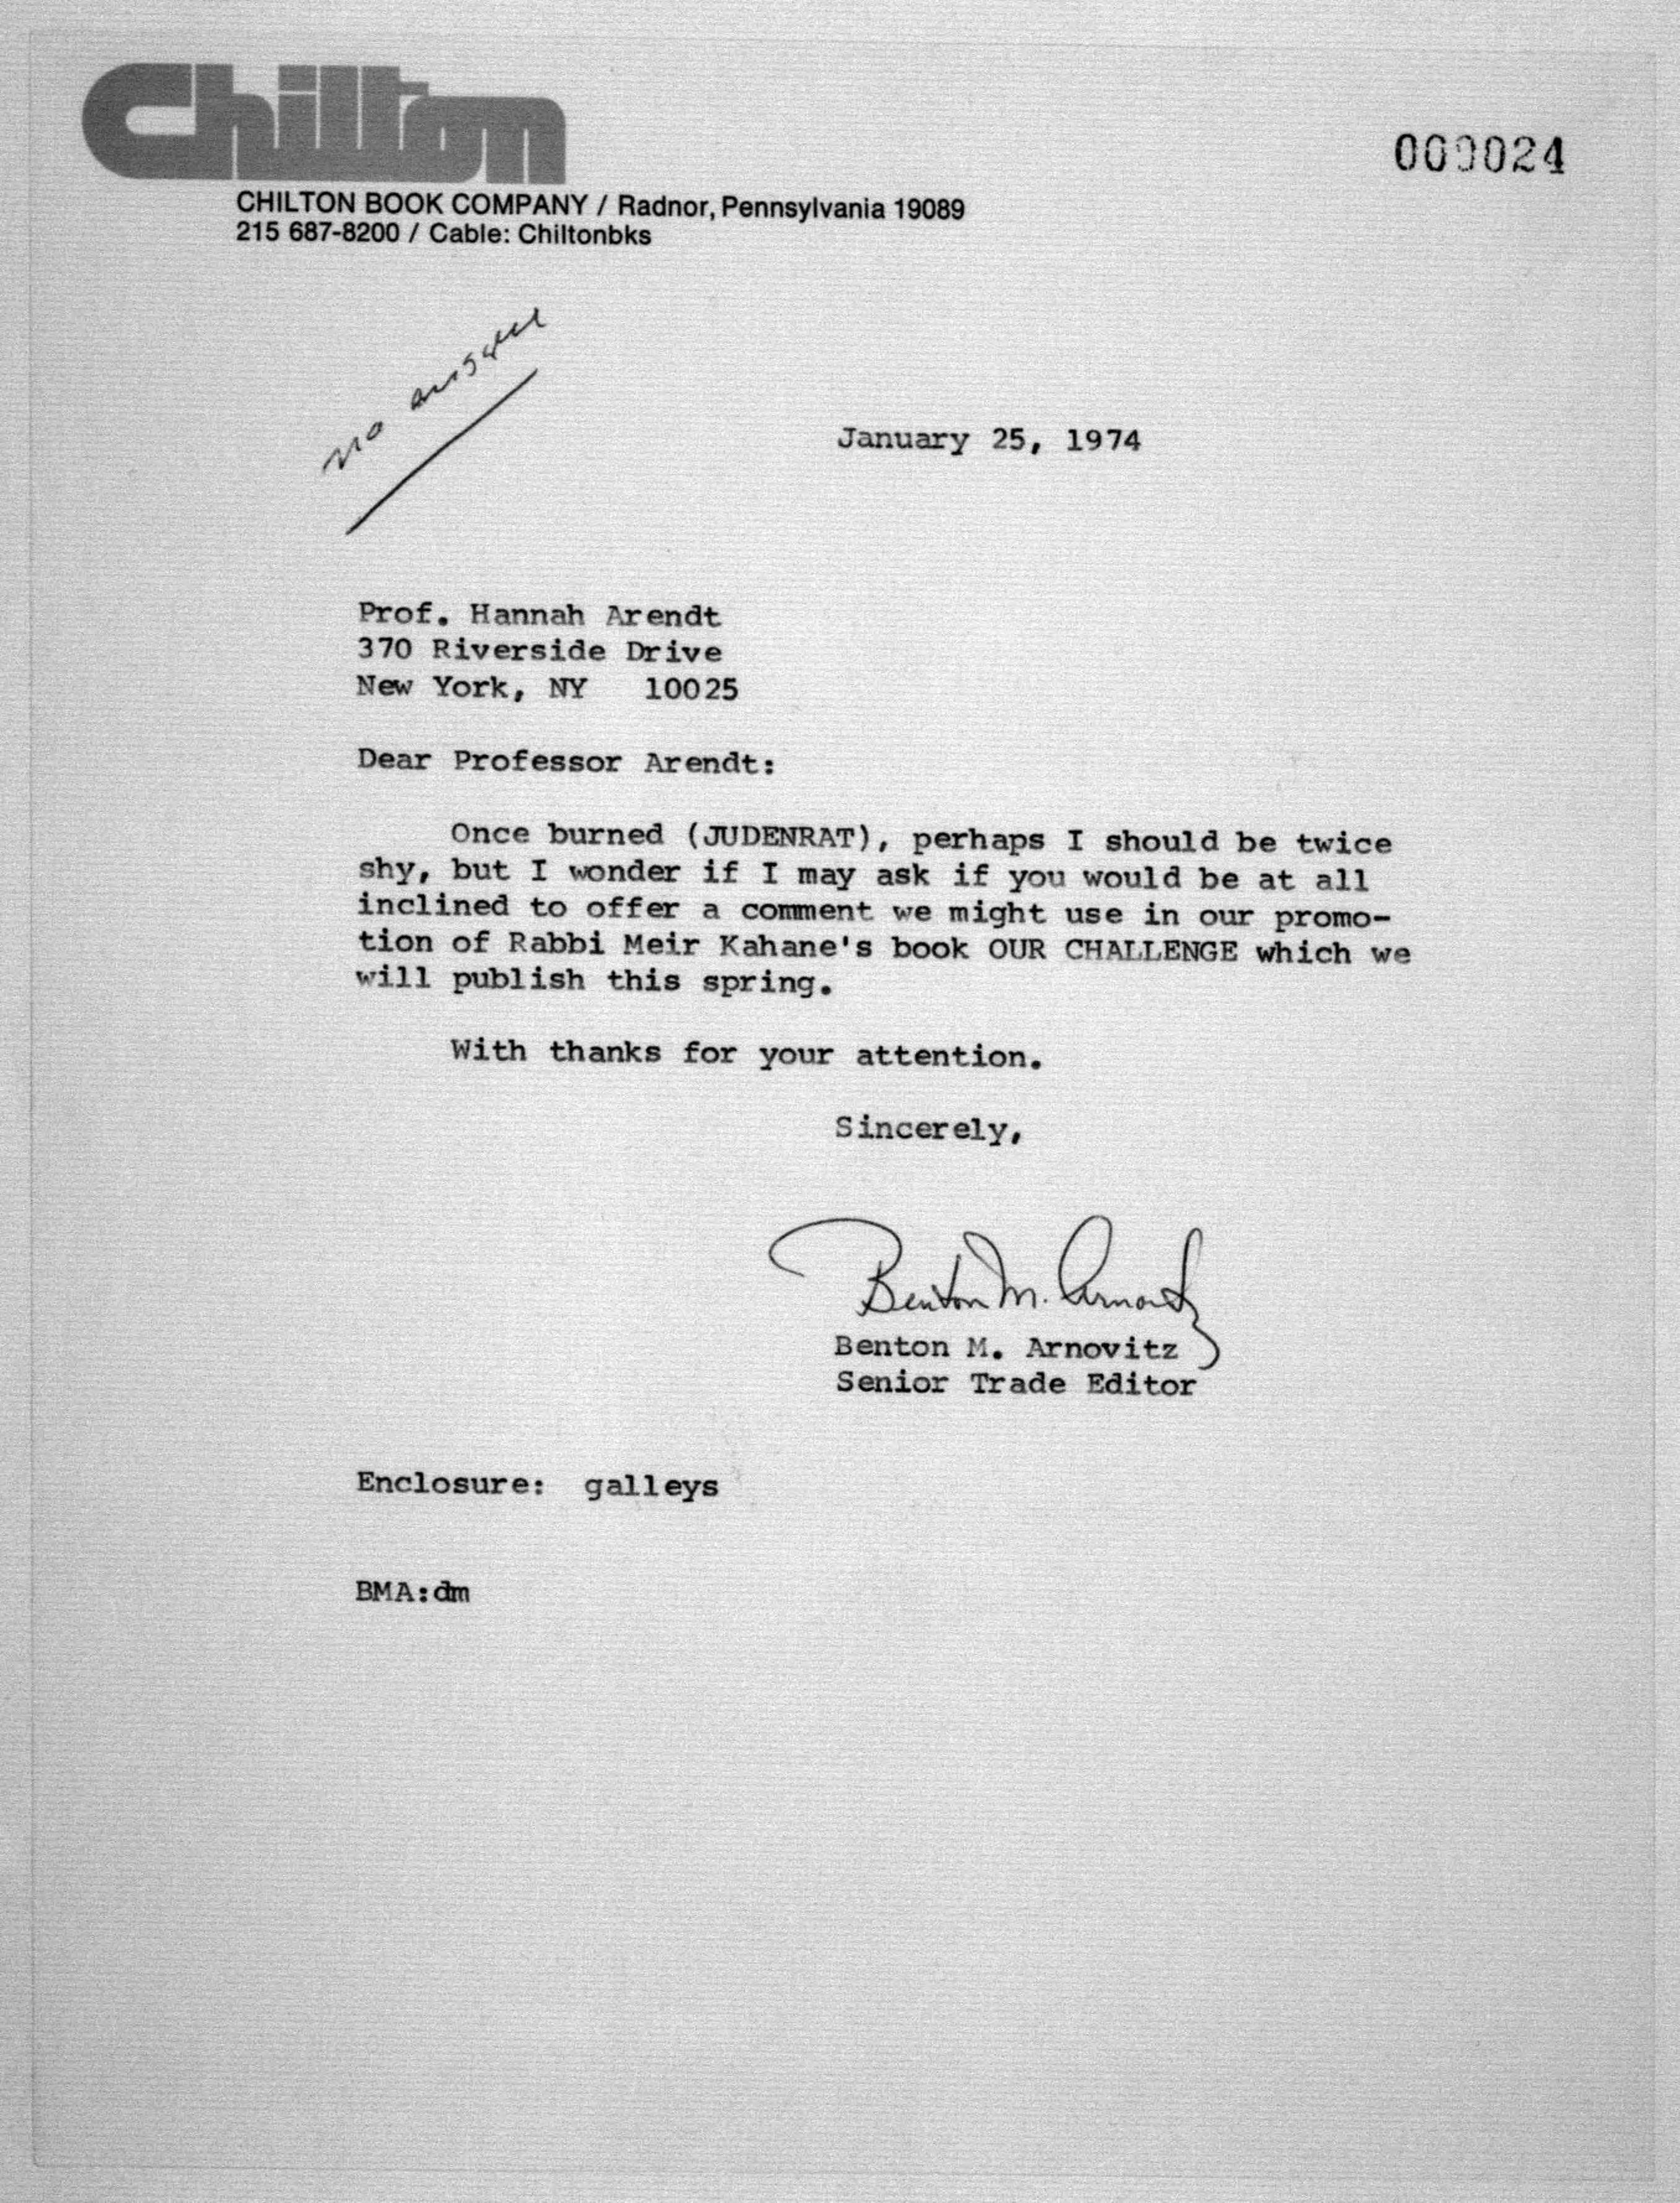 Chilton
000024
CHILTON BOOK COMPANY / Radnor, Pennsylvania 19089
215 687-8200 / Cable: Chiltonbks
no answer
January 25, 1974
Prof. Hannah Arendt
370 Riverside Drive
New York, NY 10025
Dear Professor Arendt:
Once burned (JUDENRAT), perhaps I should be twice
shy, but I wonder if I may ask if you would be at all
inclined to offer a comment we might use in our promo-
tion of Rabbi Meir Kahane's book OUR CHALLENGE which we
will publish this spring.
With thanks for your attention.
Sincerely,
Benton M. Arnovitz
Benton M. Arnovitz
Senior Trade Editor
Enclosure: galleys
BMA:dm